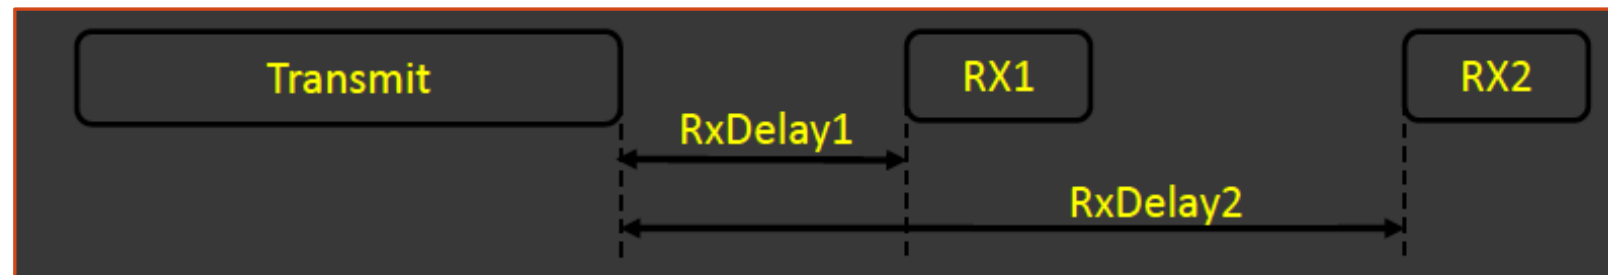 Transmit
RX1
RX2
RxDelay1
RxDelay2